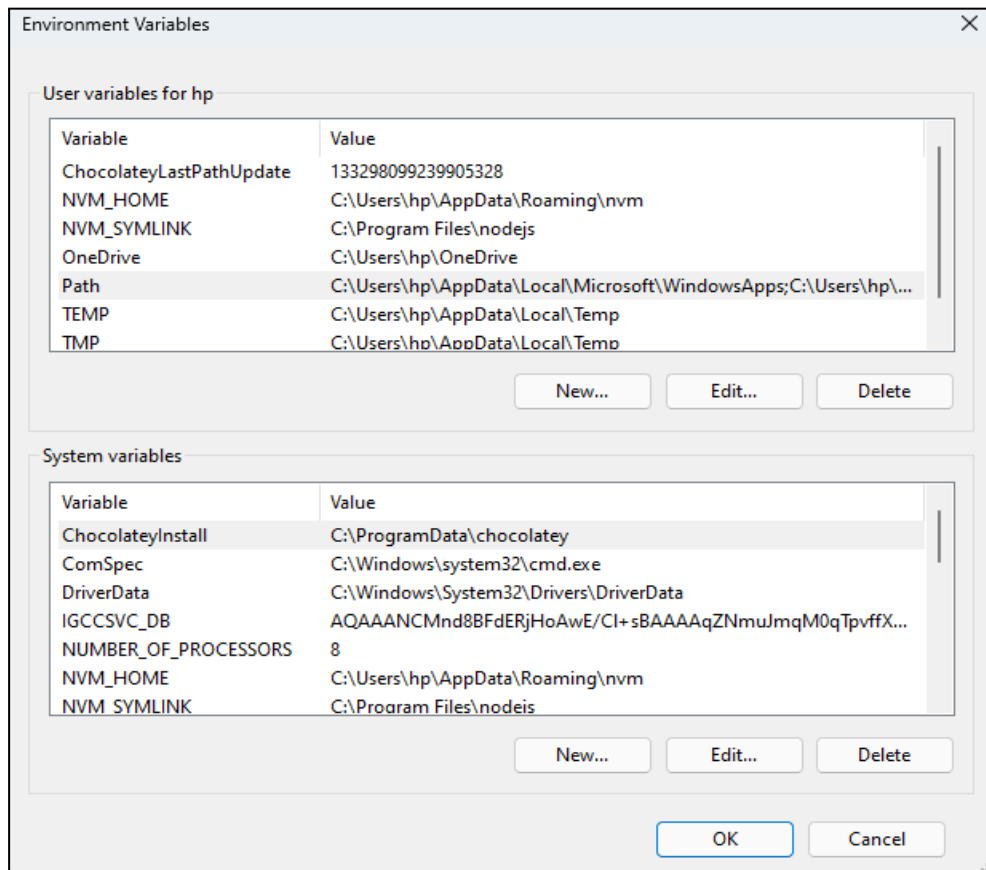 Environment Variables
User variables for hp
Variable Value
ChocolateyLastPathUpdate 133298099239905328
NVM_HOME C:\Users\hp\AppData\Roaming\nvm
NVM_SYMLINK C:\Program Files\nodejs
OneDrive C:\Users\hp\OneDrive
Path C:\Users\hp\AppData\Local\Microsoft\WindowsApps;C:\Users\hp\...
TEMP C:\Users\hp\AppData\Local\Temp
TMP C:\Users\hp\AppData\Local\Temp
New... Edit... Delete
System variables
Variable Value
ChocolateyInstall C:\ProgramData\chocolatey
ComSpec C:\Windows\system32\cmd.exe
DriverData C:\Windows\System32\Drivers\DriverData
IGCCSVC_DB AQAAANCMnd8BFdERjHoAwE/Cl+sBAAAAqZNmuJmqM0qTpvffX...
NUMBER_OF_PROCESSORS 8
NVM_HOME C:\Users\hp\AppData\Roaming\nvm
NVM_SYMLINK C:\Program Files\nodejs
New... Edit... Delete
OK Cancel